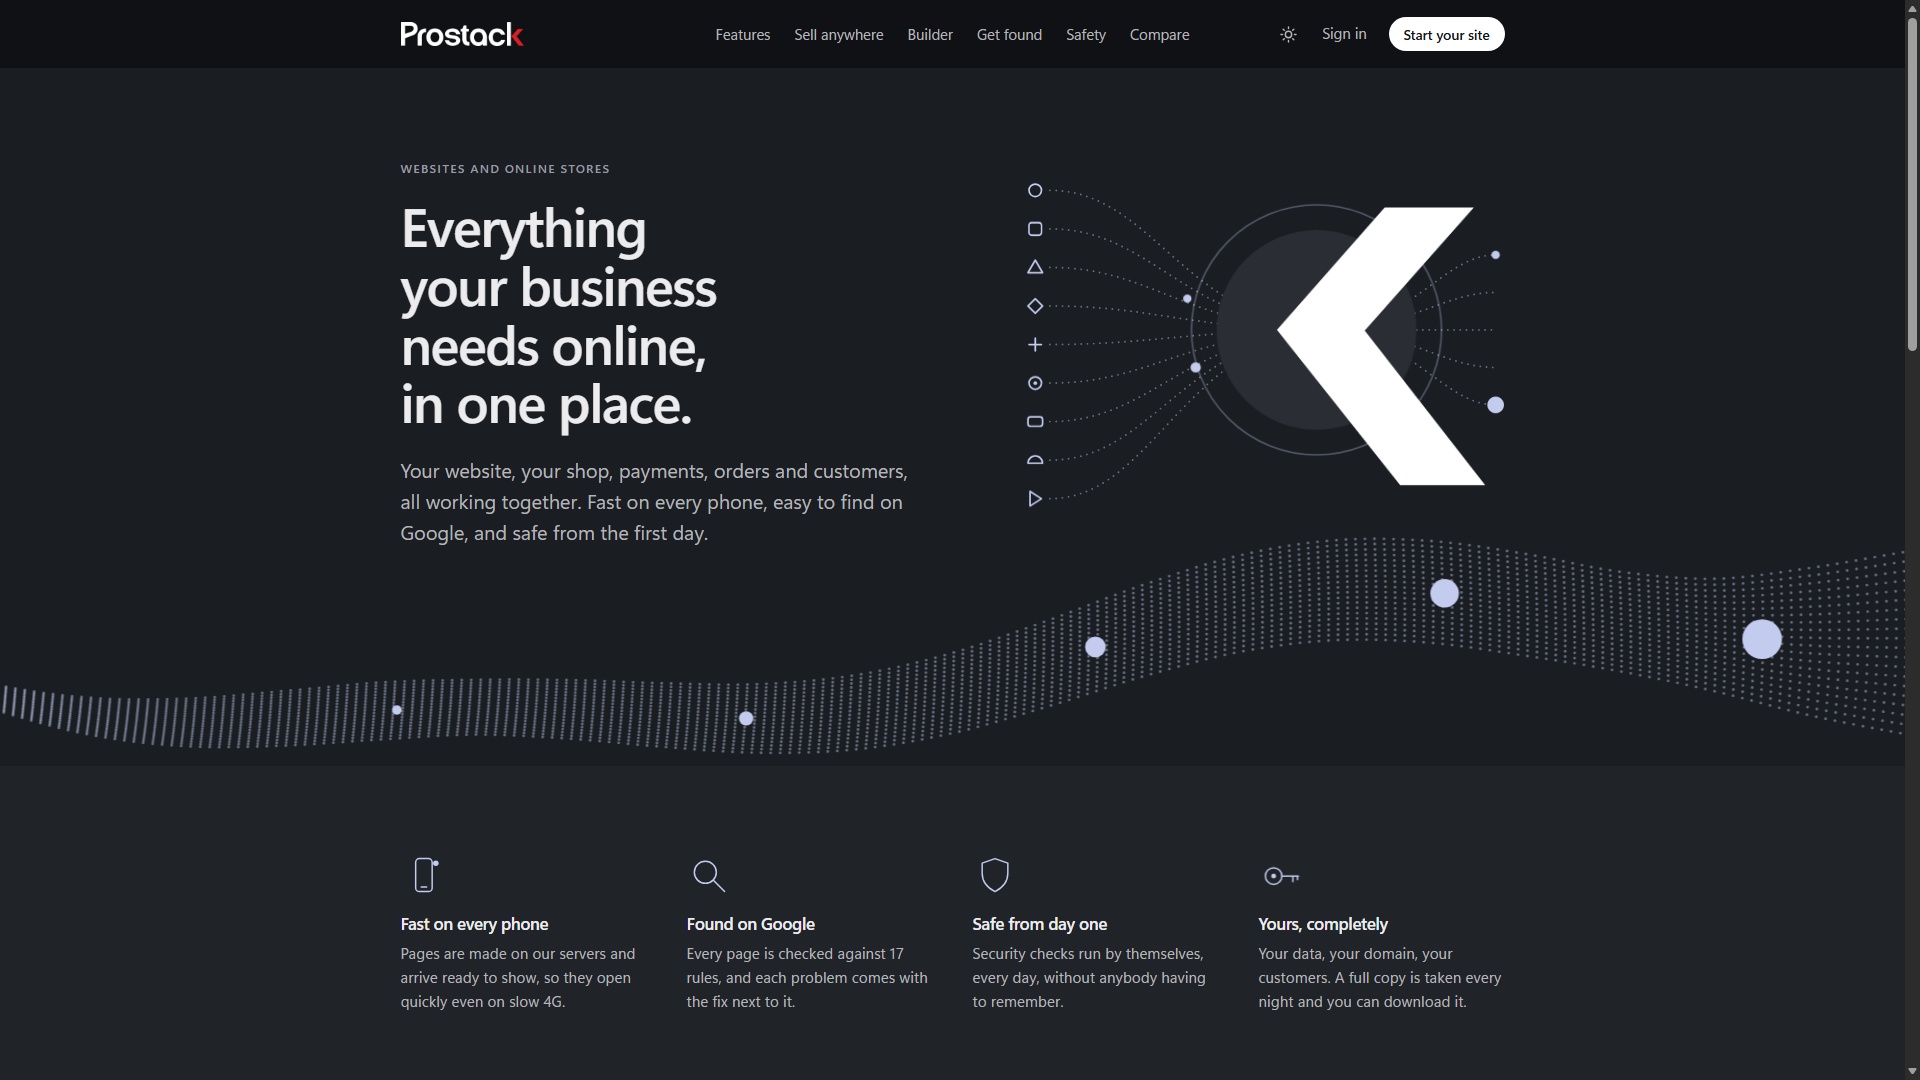 Prostack
Features
Sell anywhere
Builder
Get found
Safety
Compare
Sign in
Start your site
WEBSITES AND ONLINE STORES
Everything
your business
needs online,
in one place.
Your website, your shop, payments, orders and customers,
all working together. Fast on every phone, easy to find on
Google, and safe from the first day.
Fast on every phone
Pages are made on our servers and
arrive ready to show, so they open
quickly even on slow 4G.
Found on Google
Every page is checked against 17
rules, and each problem comes with
the fix next to it.
Safe from day one
Security checks run by themselves,
every day, without anybody having
to remember.
Yours, completely
Your data, your domain, your
customers. A full copy is taken every
night and you can download it.